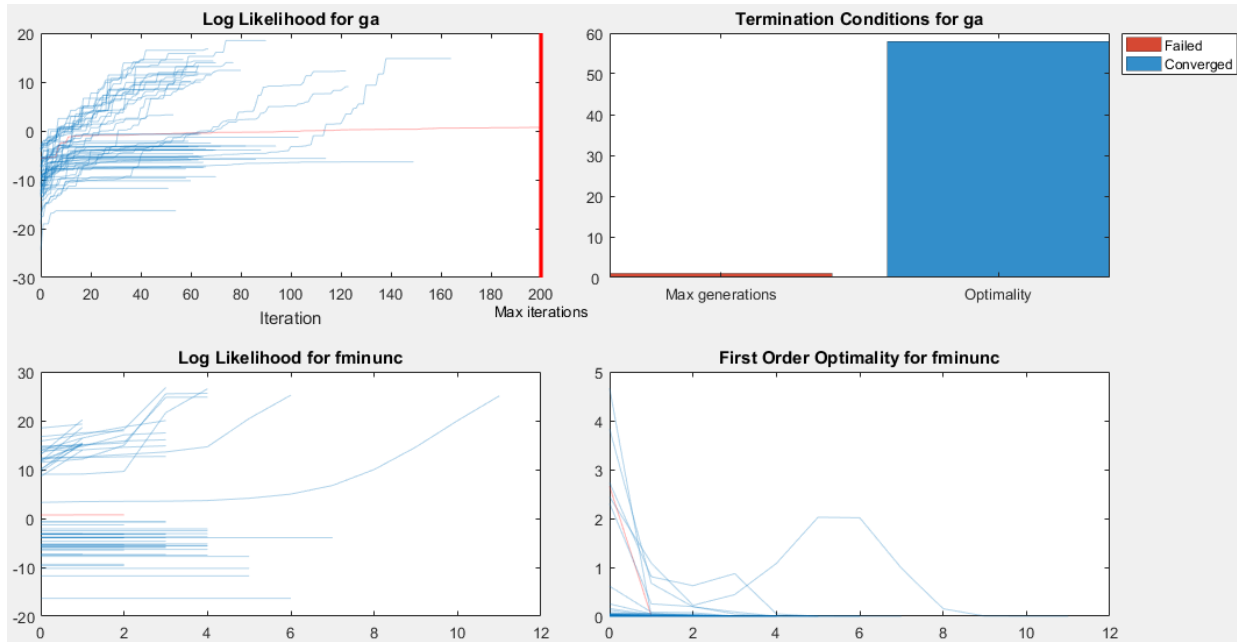 Log Likelihood for ga
20
10
0
-10
-20
-30
0 20 40 60 80 100 120 140 160 180 200
Iteration
Max iterations
Termination Conditions for ga
60
50
40
30
20
10
0
Max generations Optimality
Failed
Converged
Log Likelihood for fminunc
30
20
10
0
-10
-20
0 2 4 6 8 10 12
First Order Optimality for fminunc
5
4
3
2
1
0
0 2 4 6 8 10 12